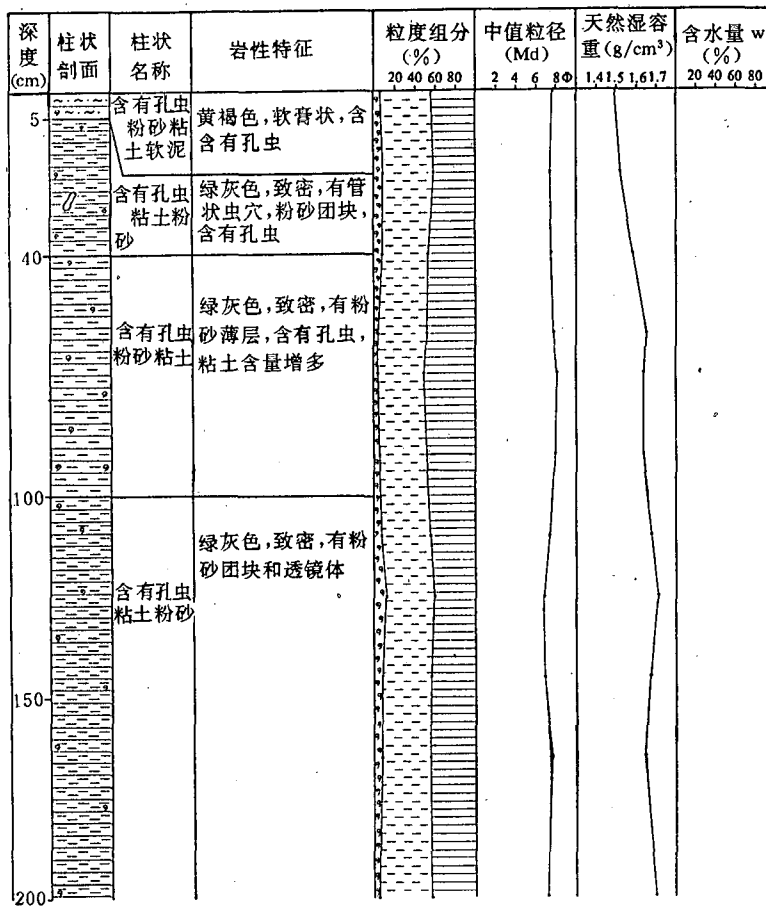 深
度
(cm)
柱状
剖面
柱状
名称
岩性特征
粒度组分
(%)
20 40 60 80
中值粒径
(Md)
2 4 6 8Φ
天然湿容
重(g/cm³)
1.41.5 1.61.7
含水量 w
(%)
20 40 60 80
5
含有孔虫
粉砂粘
土软泥
黄褐色,软膏状,含
含有孔虫
含有孔虫
粘土粉
砂
绿灰色,致密,有管
状虫穴,粉砂团块,
含有孔虫
40
含有孔虫
粉砂粘土
绿灰色,致密,有粉
砂薄层,含有孔虫,
粘土含量增多
100
含有孔虫
粘土粉砂
绿灰色,致密,有粉
砂团块和透镜体
150
200